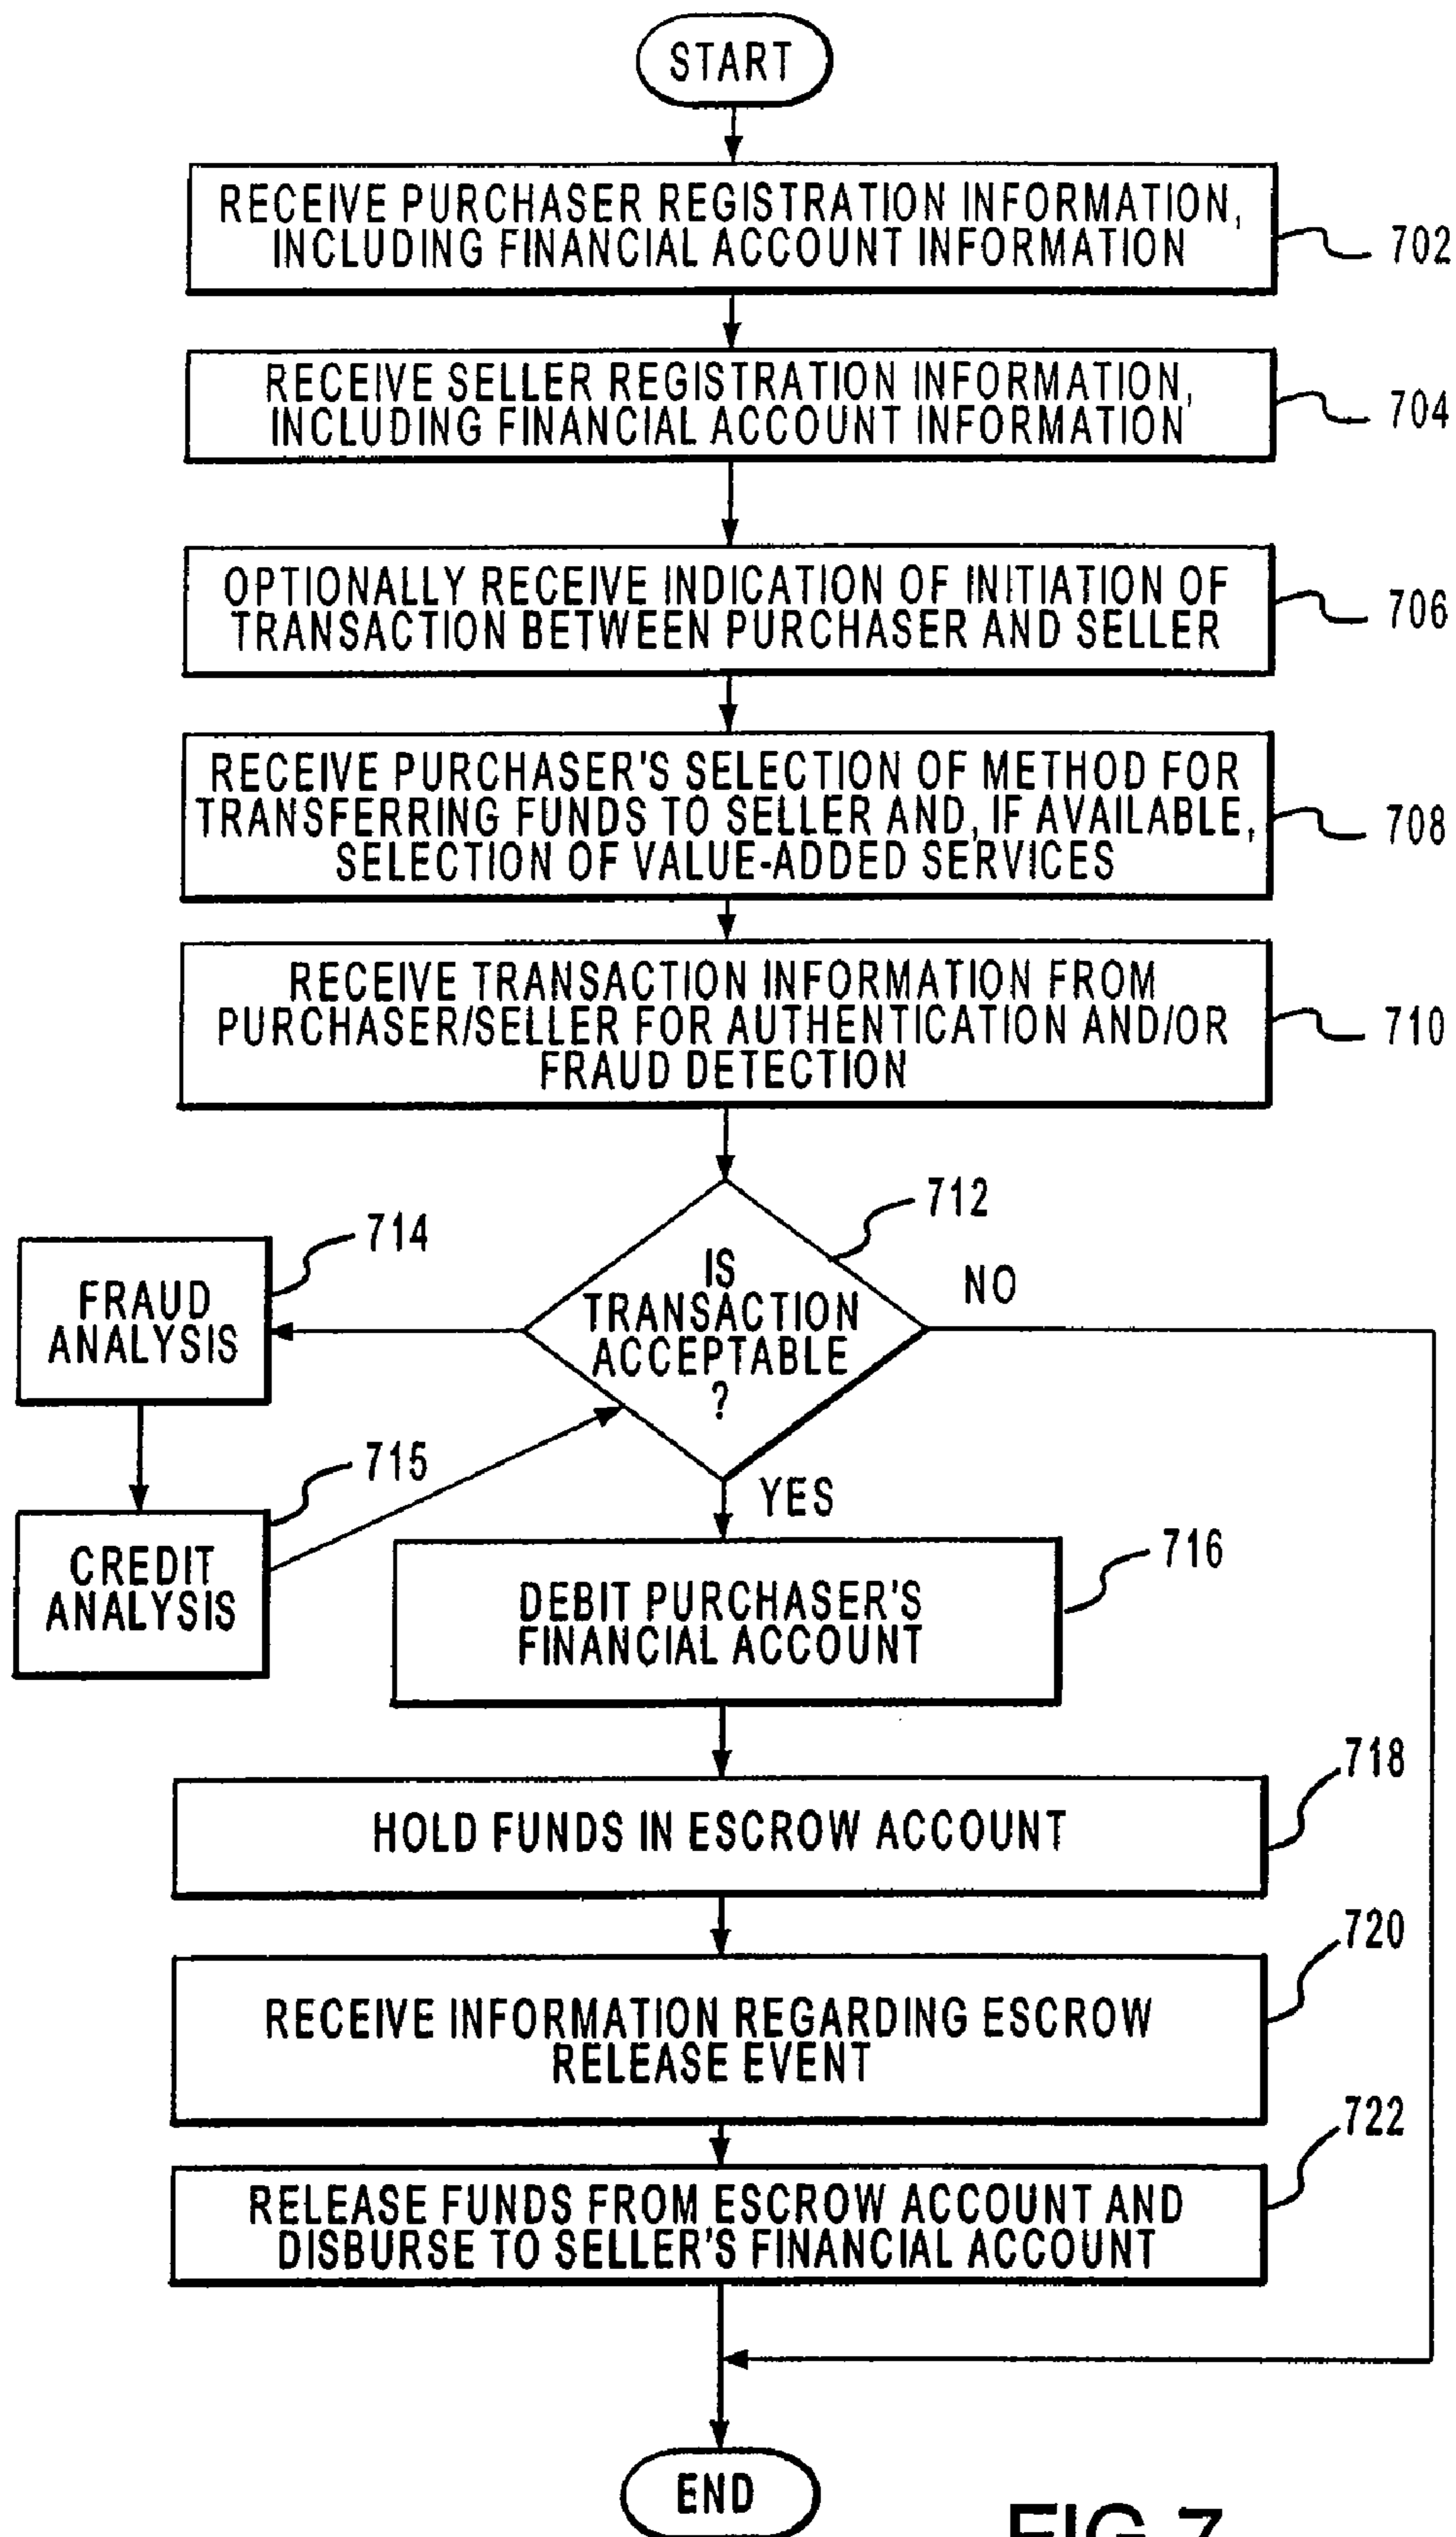 START
RECEIVE PURCHASER REGISTRATION INFORMATION,
INCLUDING FINANCIAL ACCOUNT INFORMATION
702
RECEIVE SELLER REGISTRATION INFORMATION,
INCLUDING FINANCIAL ACCOUNT INFORMATION
704
OPTIONALLY RECEIVE INDICATION OF INITIATION OF
TRANSACTION BETWEEN PURCHASER AND SELLER
706
RECEIVE PURCHASER'S SELECTION OF METHOD FOR
TRANSFERRING FUNDS TO SELLER AND, IF AVAILABLE,
SELECTION OF VALUE-ADDED SERVICES
708
RECEIVE TRANSACTION INFORMATION FROM
PURCHASER/SELLER FOR AUTHENTICATION AND/OR
FRAUD DETECTION
710
712
IS
TRANSACTION
ACCEPTABLE
?
NO
714
FRAUD
ANALYSIS
715
CREDIT
ANALYSIS
YES
716
DEBIT PURCHASER'S
FINANCIAL ACCOUNT
718
HOLD FUNDS IN ESCROW ACCOUNT
720
RECEIVE INFORMATION REGARDING ESCROW
RELEASE EVENT
722
RELEASE FUNDS FROM ESCROW ACCOUNT AND
DISBURSE TO SELLER'S FINANCIAL ACCOUNT
END
FIG 7